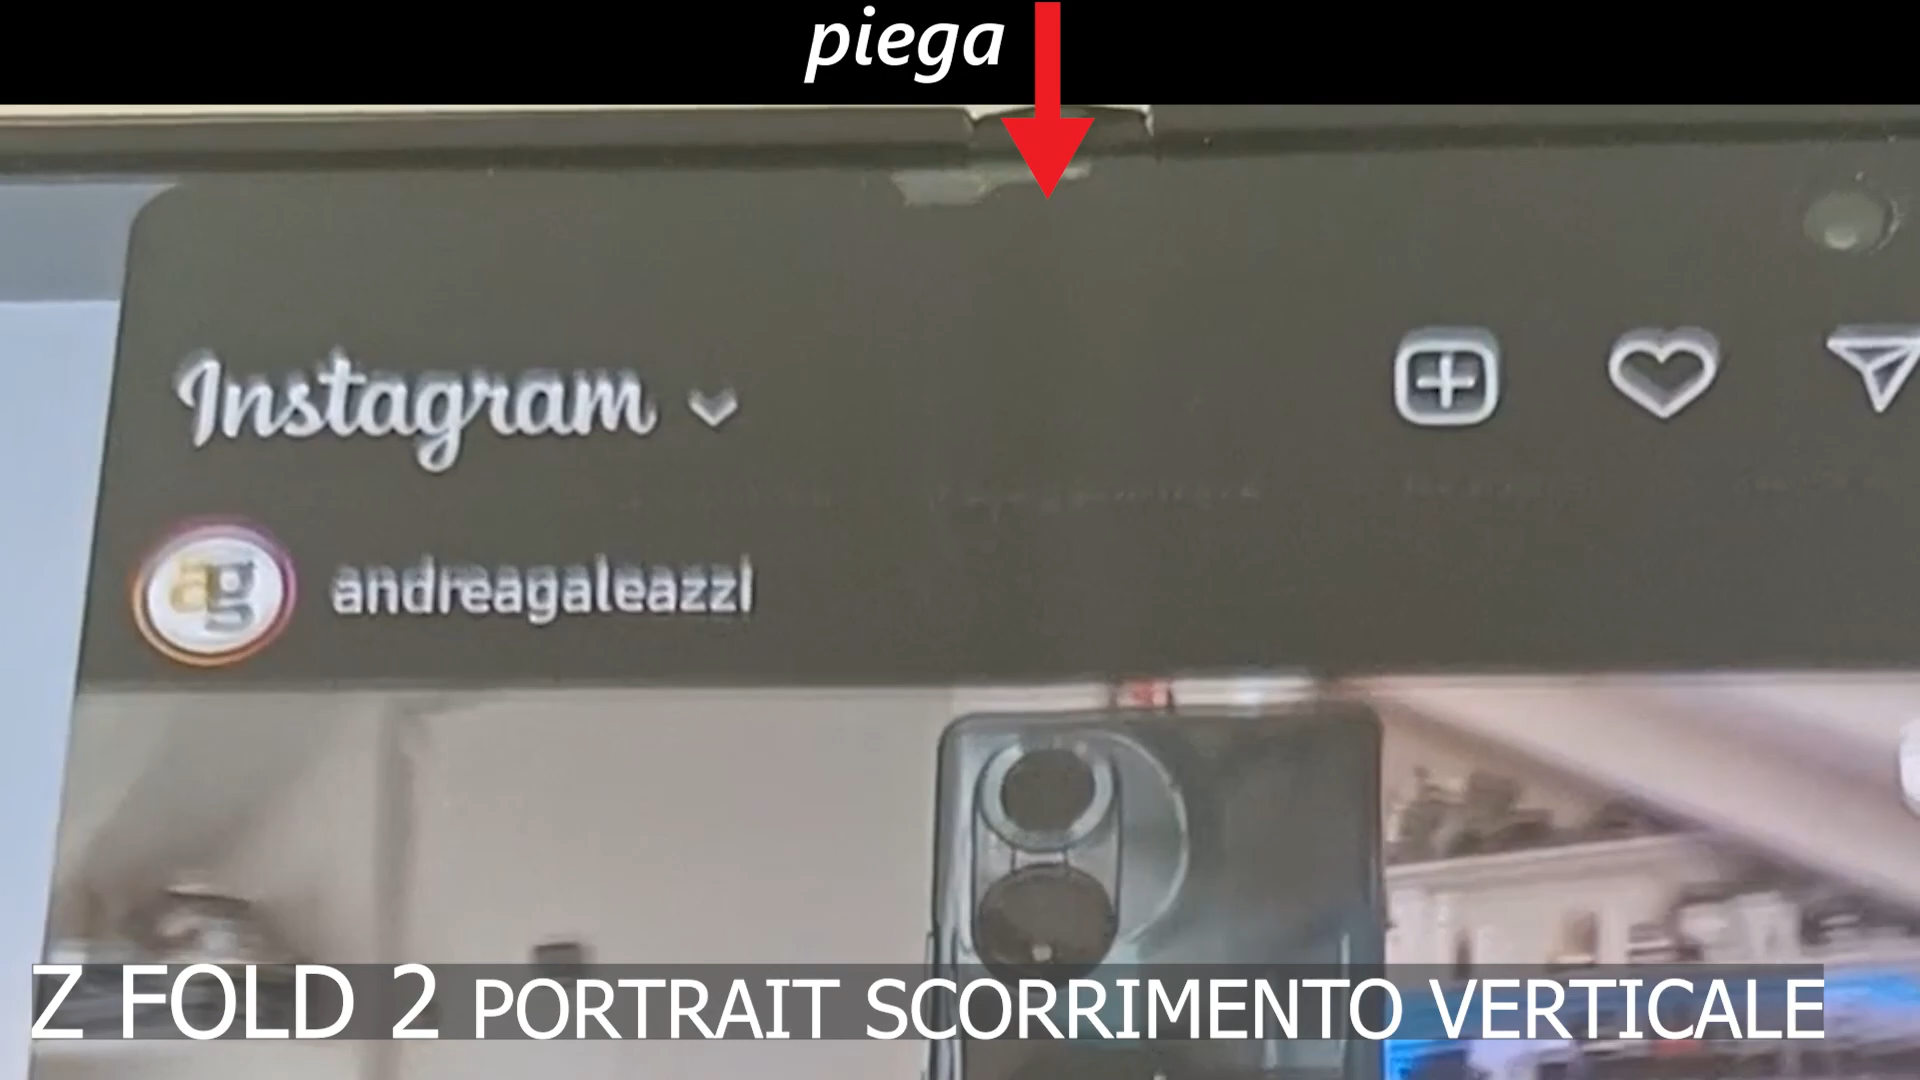 piega
Instagram
ag
andreagaleazzi
Z FOLD 2 PORTRAIT SCORRIMENTO VERTICALE